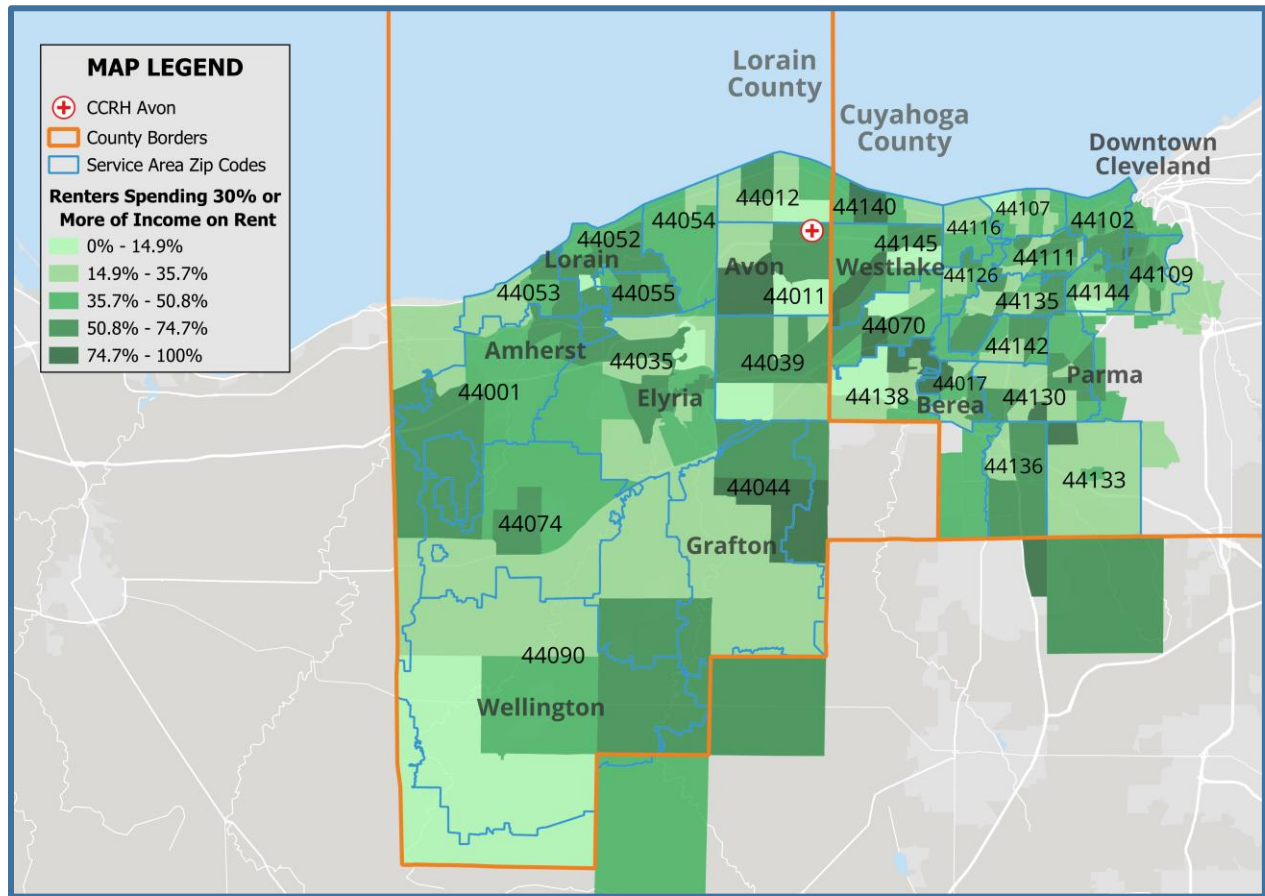 MAP LEGEND
CCRH Avon
County Borders
Service Area Zip Codes
Renters Spending 30% or
More of Income on Rent
0% - 14.9%
14.9% - 35.7%
35.7% - 50.8%
50.8% - 74.7%
74.7% - 100%
Lorain
County
Cuyahoga
County
Downtown
Cleveland
44012
44140
44107
44102
44054
44116
44052
44145
44111
Lorain
Avon
Westlake
44126
44109
44053
44055
44011
44135
44144
44070
Amherst
44035
44039
44142
Parma
44001
Elyria
44138
44017
Berea
44130
44136
44133
44044
44074
Grafton
44090
Wellington